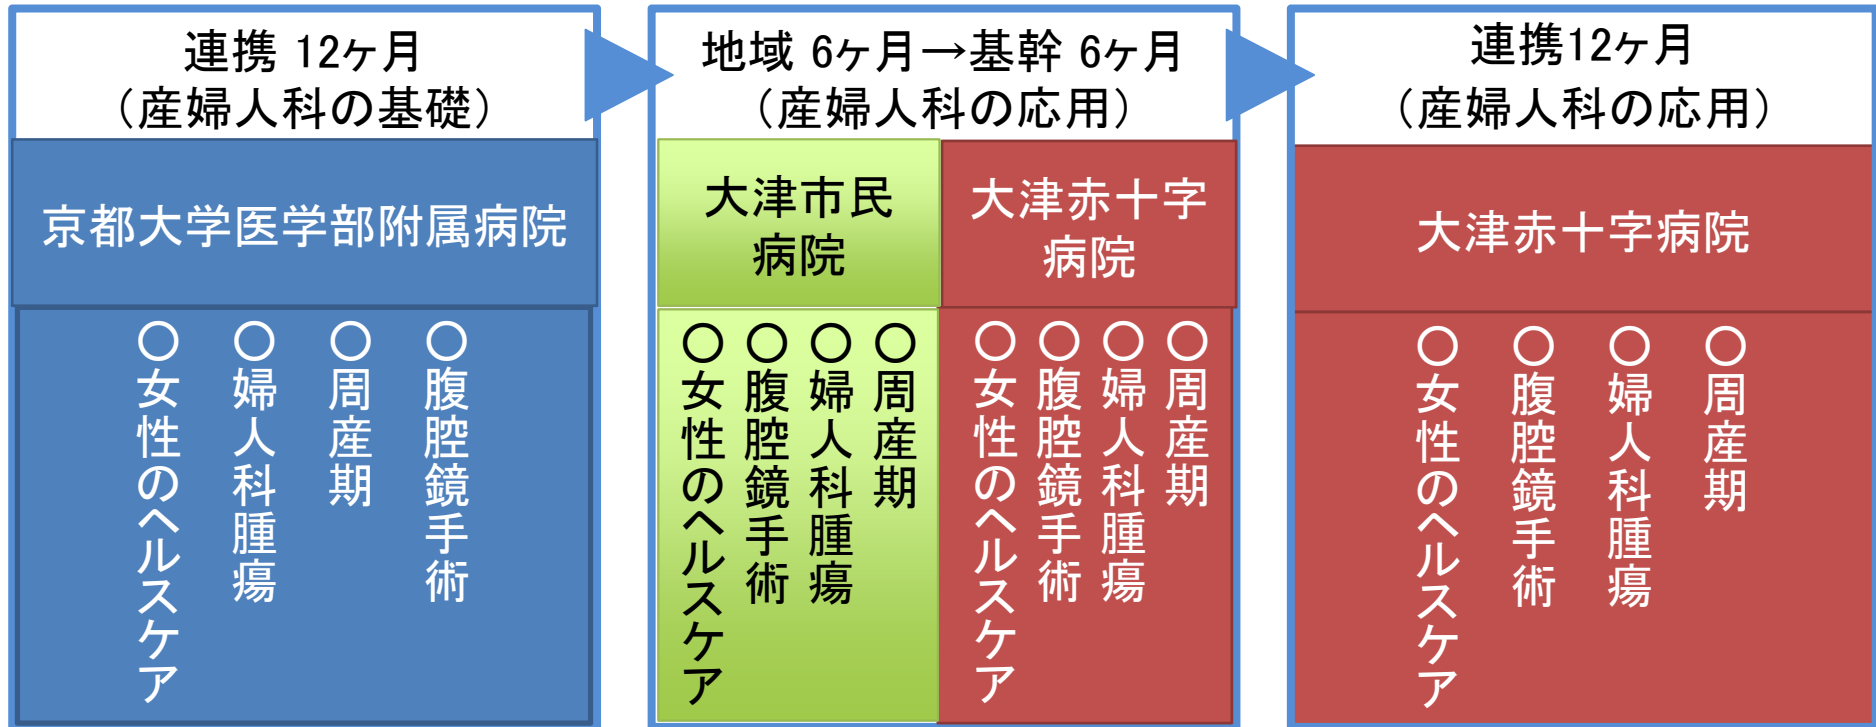 連携 12ヶ月
（産婦人科の基礎）
京都大学医学部附属病院
○腹腔鏡手術
○周産期
○婦人科腫瘍
○女性のヘルスケア
地域 6ヶ月→基幹 6ヶ月
（産婦人科の応用）
大津市民
病院
○周産期
○婦人科腫瘍
○腹腔鏡手術
○女性のヘルスケア
大津赤十字
病院
○周産期
○婦人科腫瘍
○腹腔鏡手術
○女性のヘルスケア
連携12ヶ月
（産婦人科の応用）
大津赤十字病院
○周産期
○婦人科腫瘍
○腹腔鏡手術
○女性のヘルスケア